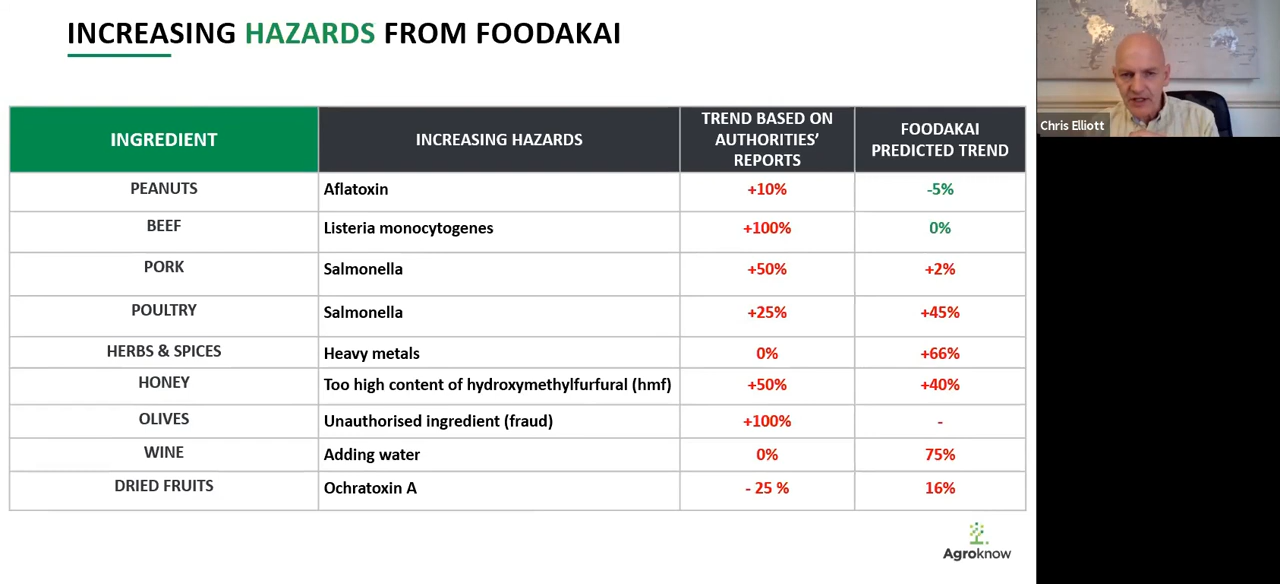 INCREASING HAZARDS FROM FOODAKAI
Chris Elliott
INGREDIENT
INCREASING HAZARDS
TREND BASED ON
AUTHORITIES’
REPORTS
FOODAKAI
PREDICTED TREND
PEANUTS
Aflatoxin
+10%
-5%
BEEF
Listeria monocytogenes
+100%
0%
PORK
Salmonella
+50%
+2%
POULTRY
Salmonella
+25%
+45%
HERBS & SPICES
Heavy metals
0%
+66%
HONEY
Too high content of hydroxymethylfurfural (hmf)
+50%
+40%
OLIVES
Unauthorised ingredient (fraud)
+100%
-
WINE
Adding water
0%
75%
DRIED FRUITS
Ochratoxin A
- 25 %
16%
Agroknow